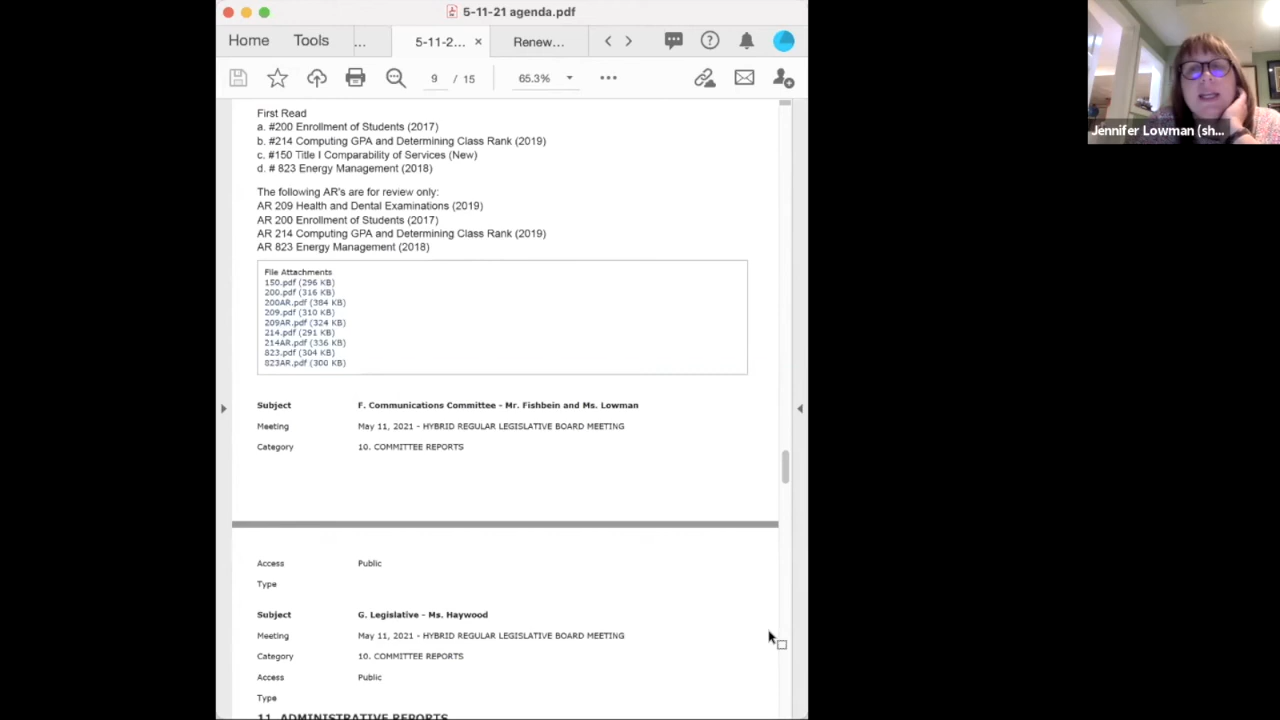 5-11-21 agenda.pdf
Home Tools ... 5-11-2... × Renew...
9 / 15 65.3%
First Read
a. #200 Enrollment of Students (2017)
b. #214 Computing GPA and Determining Class Rank (2019)
c. #150 Title I Comparability of Services (New)
d. # 823 Energy Management (2018)
The following AR's are for review only:
AR 209 Health and Dental Examinations (2019)
AR 200 Enrollment of Students (2017)
AR 214 Computing GPA and Determining Class Rank (2019)
AR 823 Energy Management (2018)
File Attachments
150.pdf (296 KB)
200.pdf (316 KB)
200AR.pdf (384 KB)
209.pdf (310 KB)
209AR.pdf (324 KB)
214.pdf (291 KB)
214AR.pdf (336 KB)
823.pdf (304 KB)
823AR.pdf (300 KB)
Subject F. Communications Committee - Mr. Fishbein and Ms. Lowman
Meeting May 11, 2021 - HYBRID REGULAR LEGISLATIVE BOARD MEETING
Category 10. COMMITTEE REPORTS
Access Public
Type
Subject G. Legislative - Ms. Haywood
Meeting May 11, 2021 - HYBRID REGULAR LEGISLATIVE BOARD MEETING
Category 10. COMMITTEE REPORTS
Access Public
Type
11. ADMINISTRATIVE REPORTS
Jennifer Lowman (sh...